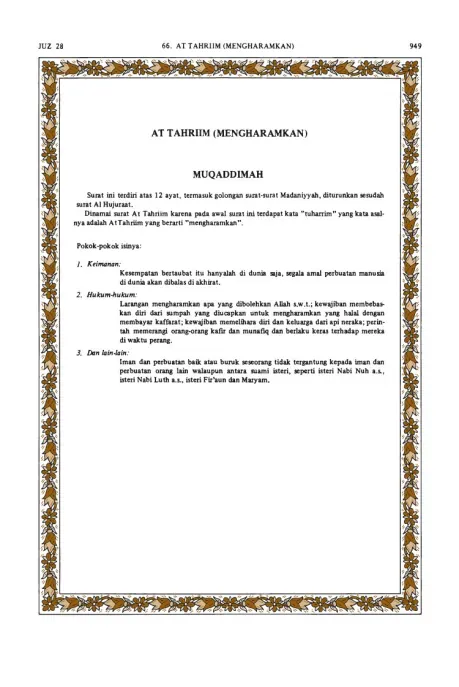 JUZ 28 66. AT TAHRIIM (MENGHARAMKAN) 949
AT TAHRIIM (MENGHARAMKAN)
MUQADDIMAH
Surat ini terdiri atas 12 ayat, termasuk golongan surat-surat Madaniyyah, diturunkan sesudah
surat Al Hujuraat.
Dinamai surat At Tahriim karena pada awal surat ini terdapat kata "tuharrim" yang kata asal-
nya adalah AtTahriim yang berarti "mengharamkan".
Pokok-pokok isinya:
1. Keimanan:
Kesempatan bertaubat itu hanyalah di dunia saja, segala amal perbuatan manusia
di dunia akan dibalas di akhirat.
2. Hukum-hukum:
Larangan mengharamkan apa yang dibolehkan Allah s.w.t.; kewajiban membebas-
kan diri dari sumpah yang diucapkan untuk mengharamkan yang halal dengan
membayar kaffarat; kewajiban memelihara diri dan keluarga dari api neraka; perin-
tah memerangi orang-orang kafir dan munafiq dan berlaku keras terhadap mereka
di waktu perang.
3. Dan lain-lain:
Iman dan perbuatan baik atau buruk seseorang tidak tergantung kepada iman dan
perbuatan orang lain walaupun antara suami isteri, seperti isteri Nabi Nuh a.s.,
isteri Nabi Luth a.s., isteri Fir'aun dan Maryam.